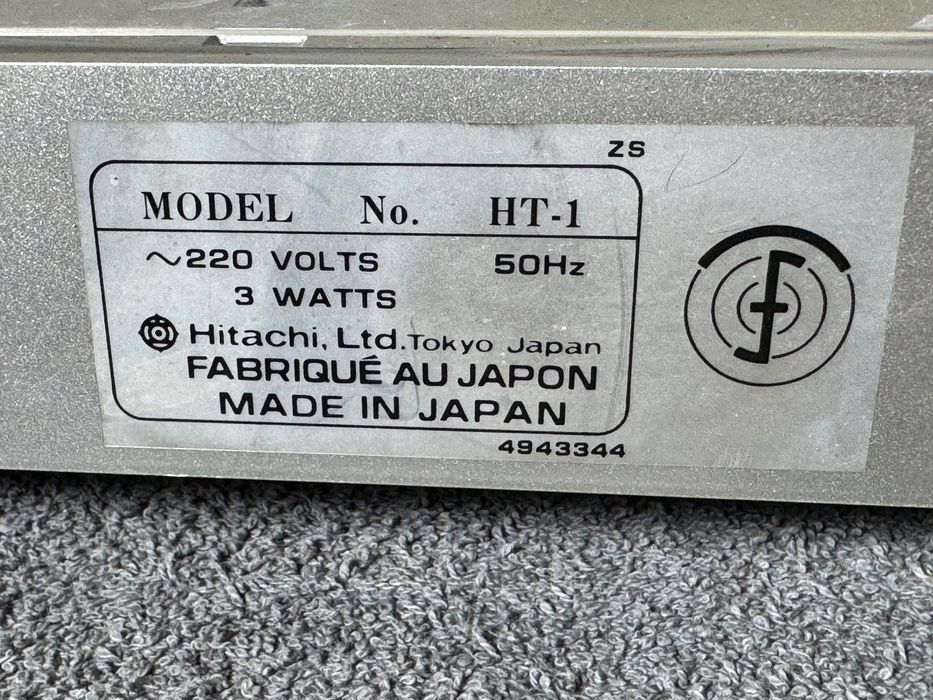 ZS
MODEL No. HT-1
~220 VOLTS 50Hz
3 WATTS
Hitachi, Ltd. Tokyo Japan
FABRIQUÉ AU JAPON
MADE IN JAPAN
4943344